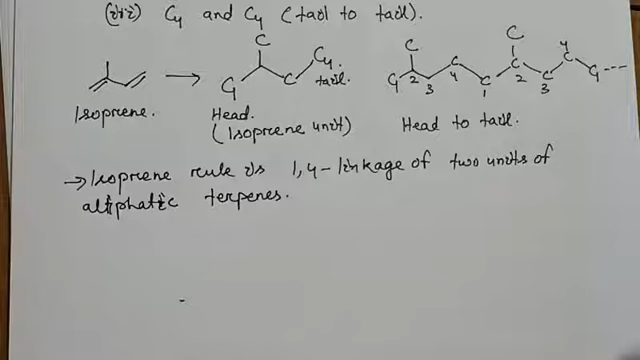 (iii) C4 and C4 (tail to tail).
C
C4
C1
C
tail.
Isoprene.
Head.
(Isoprene unit)
C
C
4
C1 2
3
C4
C
1
C
2
C
3
C1
Head to tail.
→ Isoprene rule is 1,4-linkage of two units of
aliphatic terpenes.